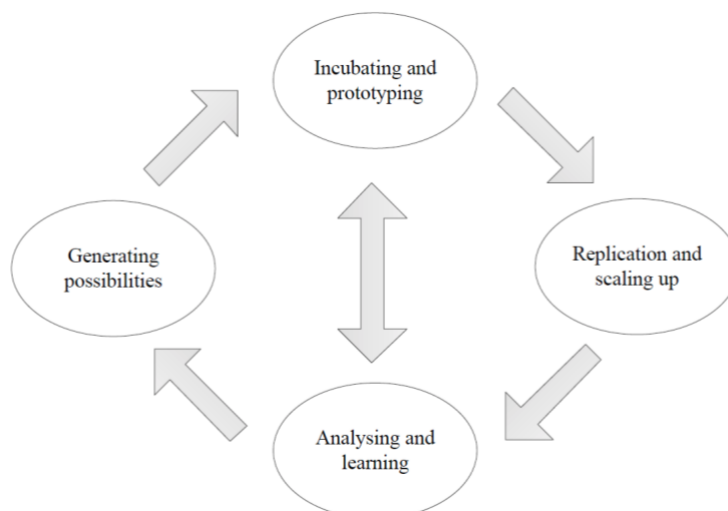 Incubating and
prototyping
Generating
possibilities
Replication and
scaling up
Analysing and
learning